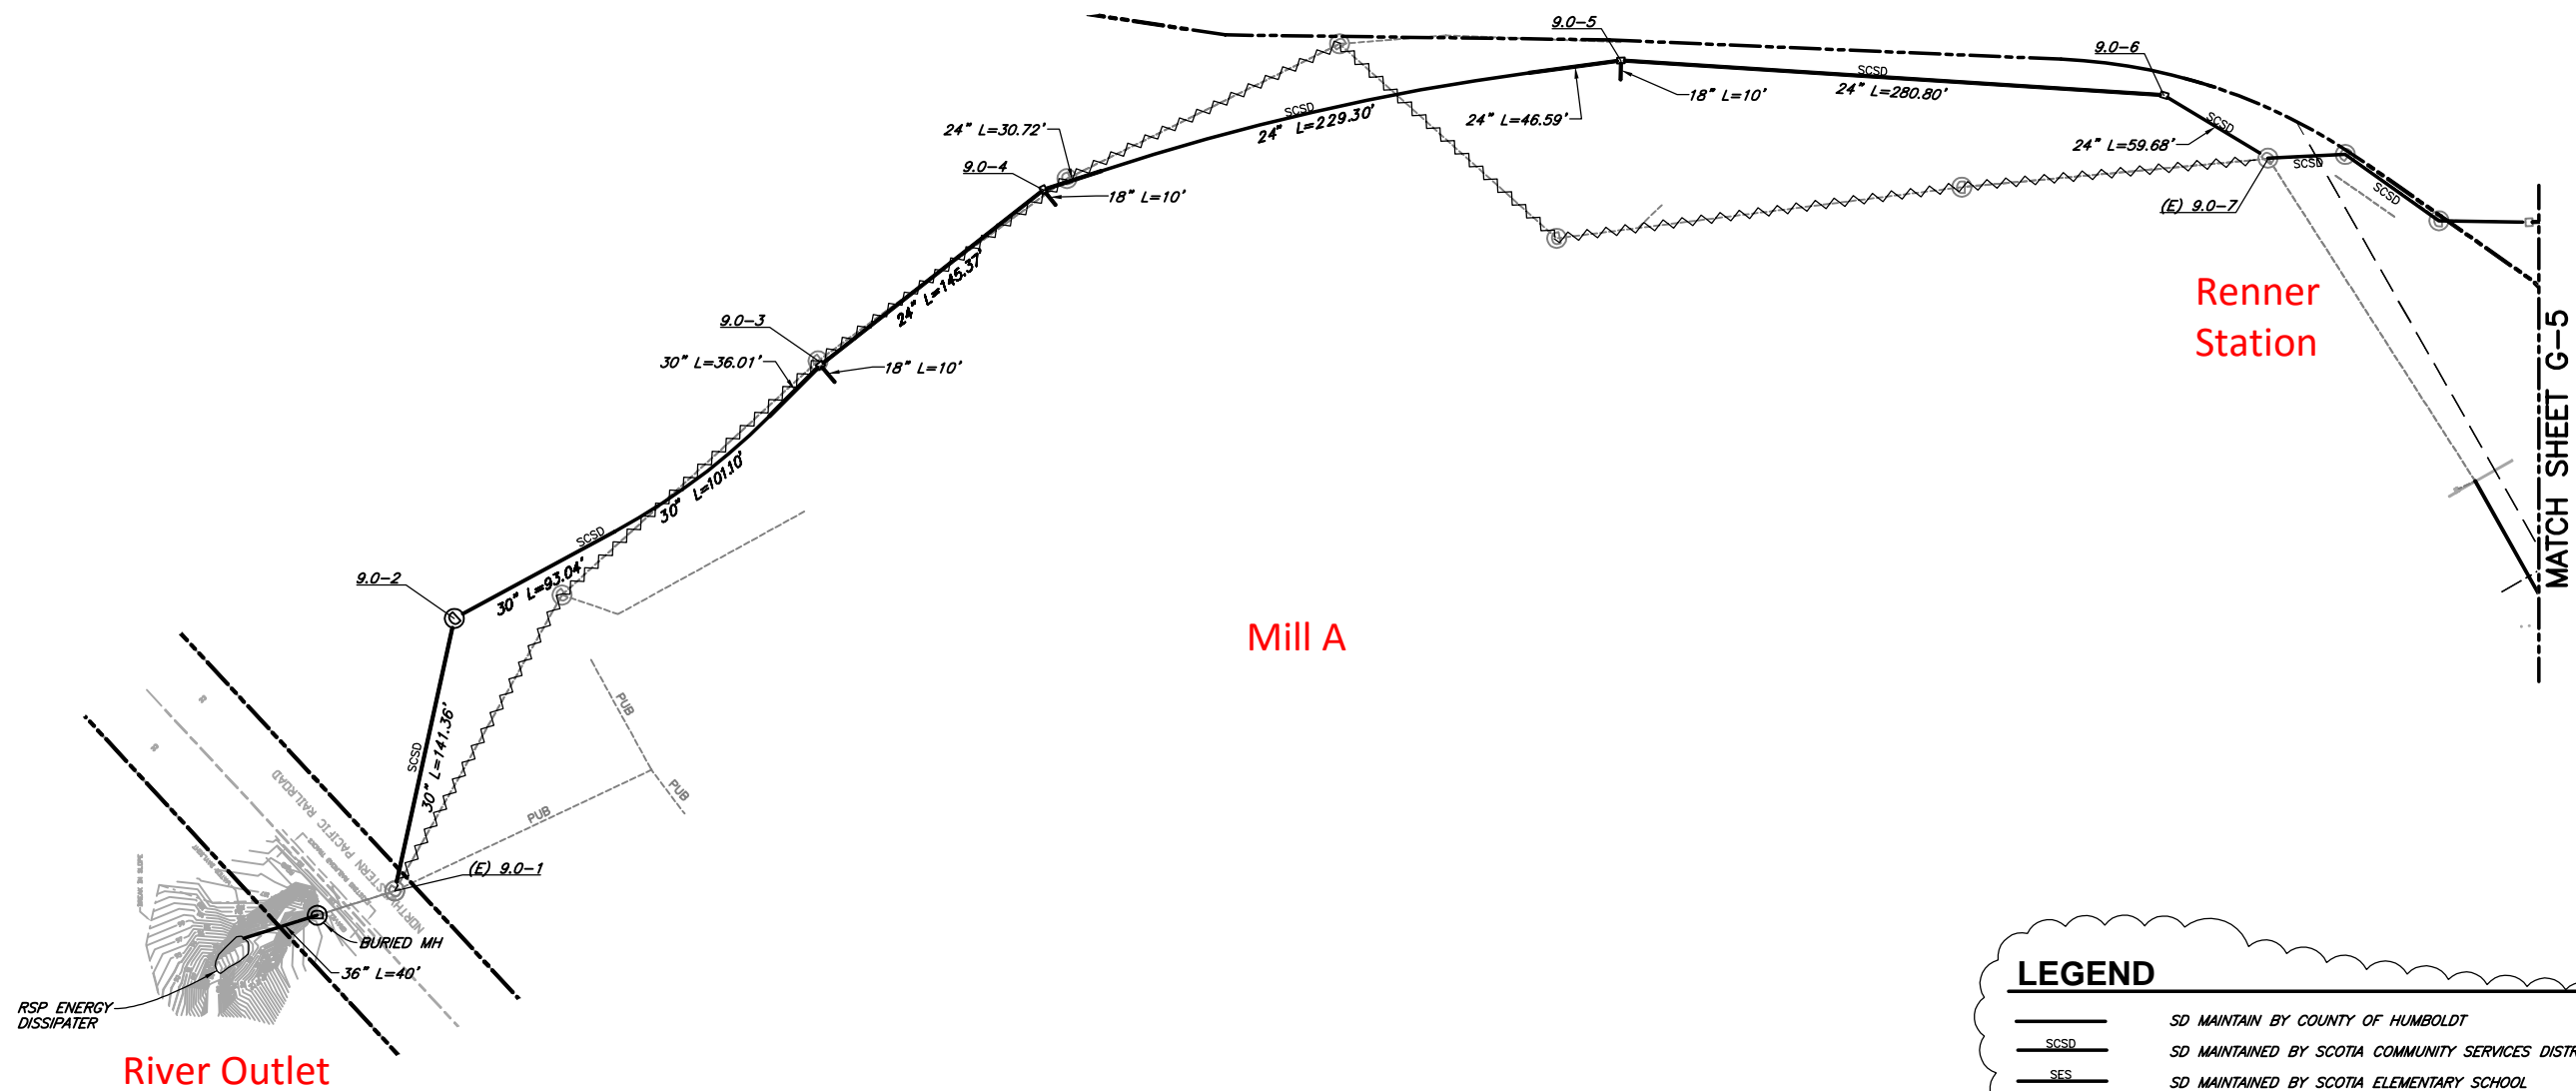 9.0-5
9.0-6
SCSD
24" L=280.80'
18" L=10'
SCSD
24" L=229.30'
24" L=46.59'
24" L=30.72'
9.0-4
18" L=10'
SCSD
24" L=59.68'
SCSD
SCSD
(E) 9.0-7
Renner
Station
MATCH SHEET G-5
24" L=145.37'
9.0-3
30" L=36.01'
18" L=10'
30" L=101.10'
SCSD
30" L=93.04'
9.0-2
Mill A
SCSD
30" L=141.36'
PUB
PUB
PUB
NORTHWESTERN PACIFIC RAILROAD
(E) 9.0-1
BREAK IN SLOPE
BURIED MH
36" L=40'
RSP ENERGY
DISSIPATER
River Outlet
LEGEND
SD MAINTAIN BY COUNTY OF HUMBOLDT
SCSD SD MAINTAINED BY SCOTIA COMMUNITY SERVICES DISTR
SES SD MAINTAINED BY SCOTIA ELEMENTARY SCHOOL